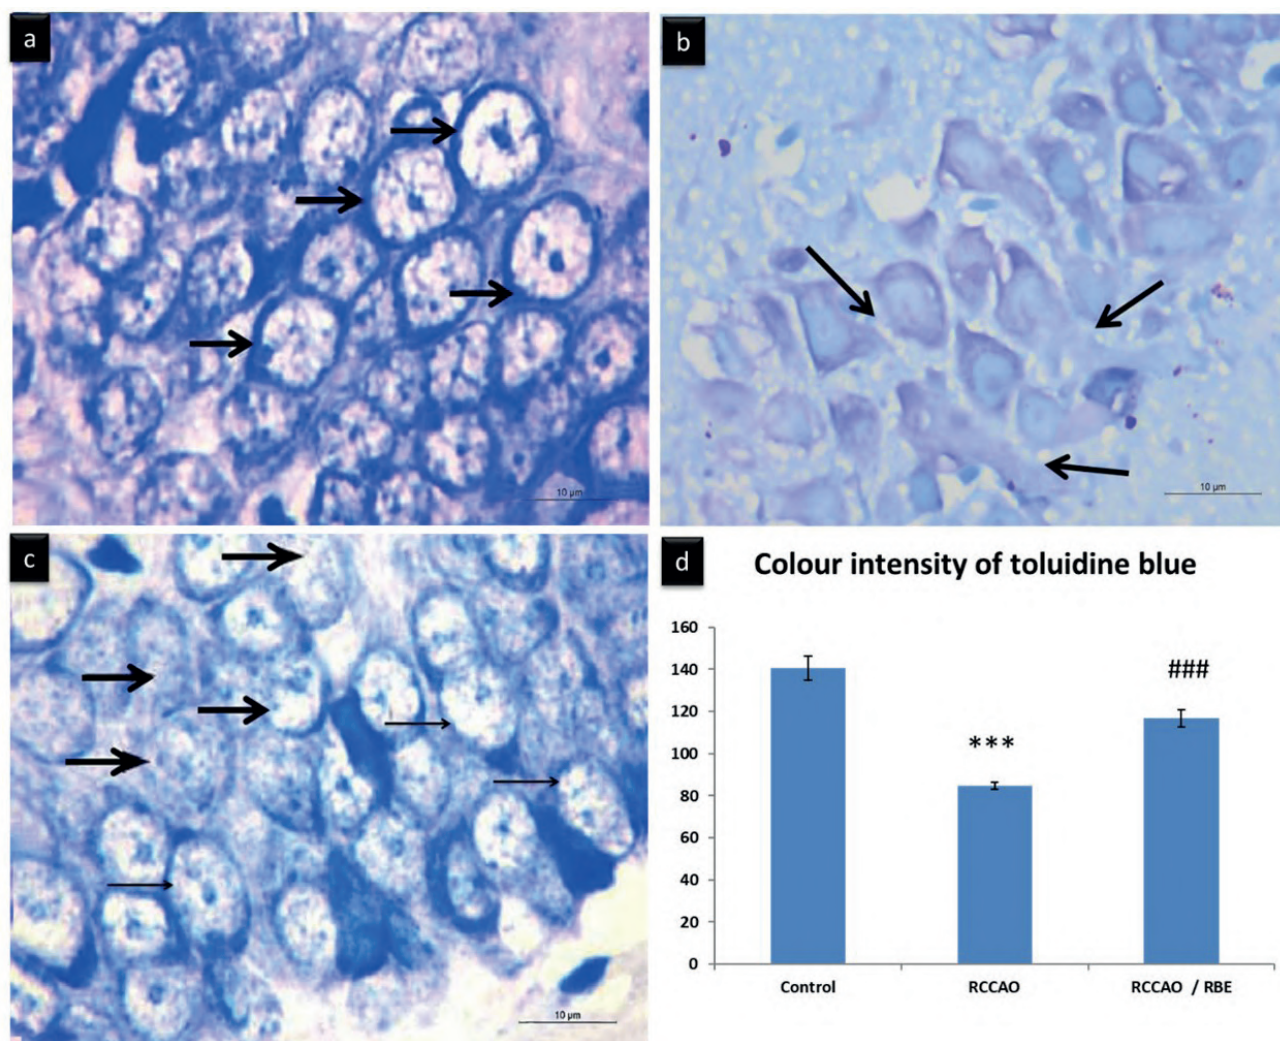 a
b
10 µm
10 µm
c
d
Colour intensity of toluidine blue
160
140
120
100
80
60
40
20
0
***
###
Control
RCCAO
RCCAO / RBE
10 µm